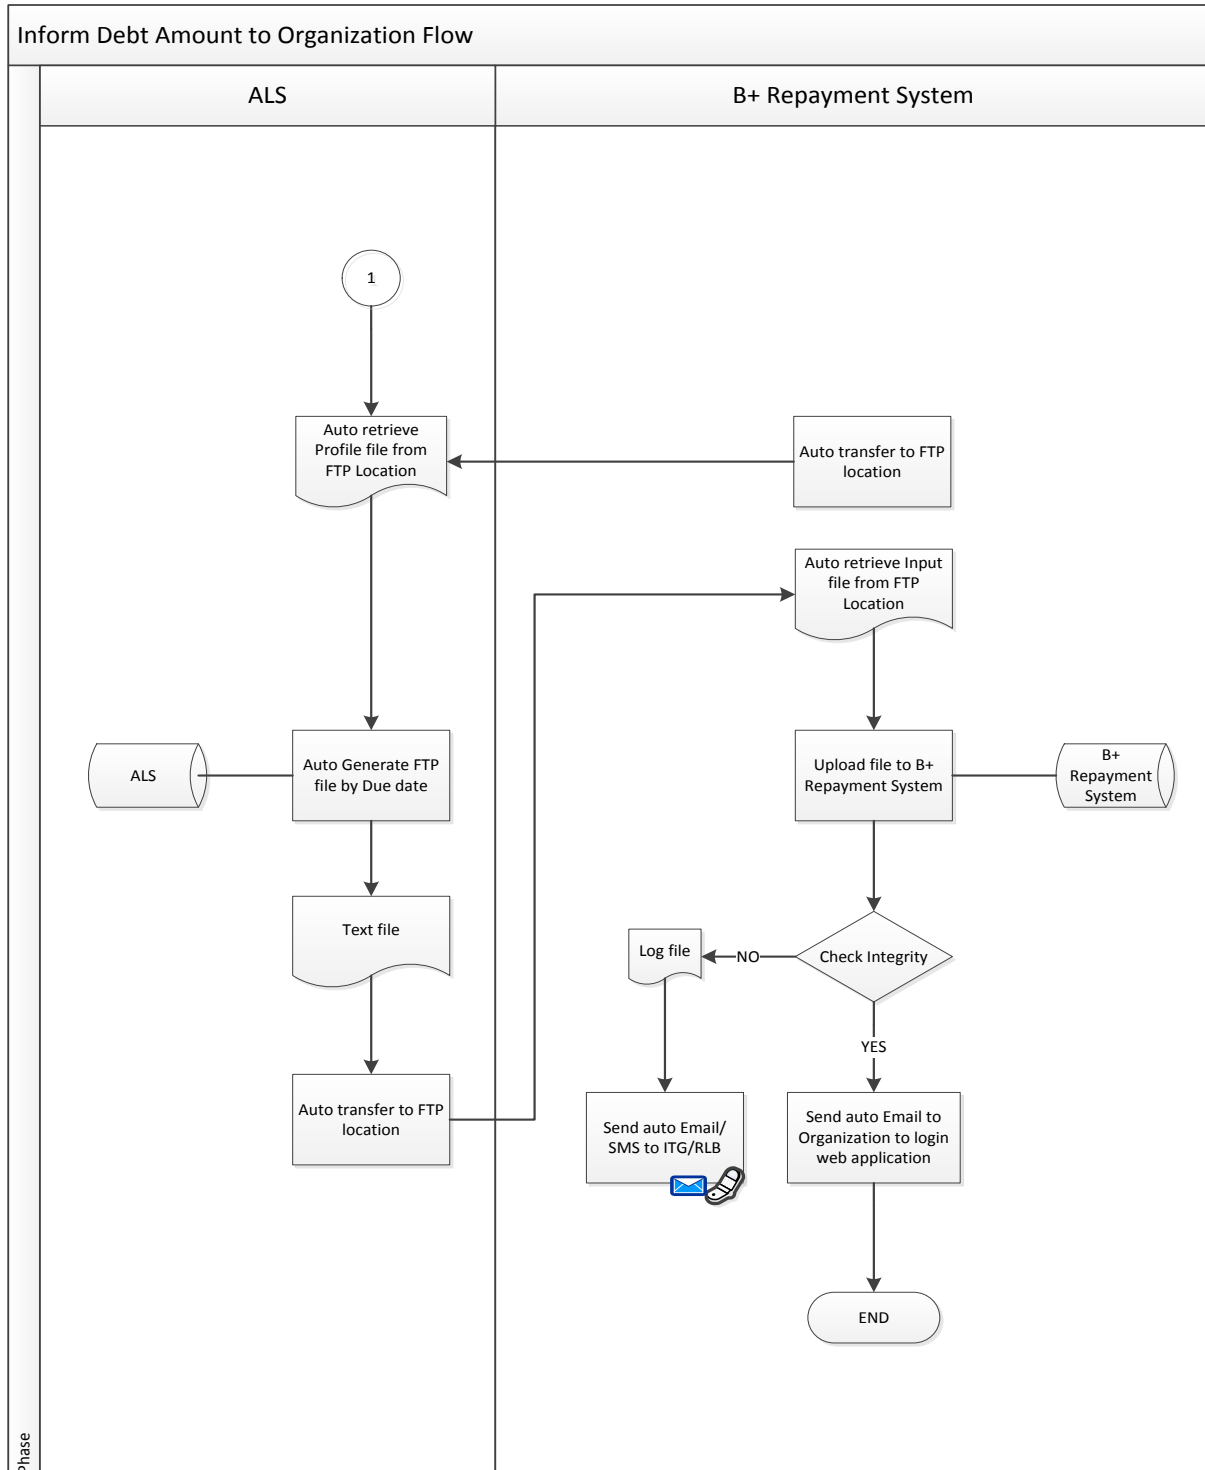 Inform Debt Amount to Organization Flow
ALS
B+ Repayment System
1
Auto retrieve
Profile file from
FTP Location
Auto transfer to FTP
location
Auto retrieve Input
file from FTP
Location
ALS
Auto Generate FTP
file by Due date
Upload file to B+
Repayment System
B+
Repayment
System
Text file
Log file
NO
Check Integrity
YES
Auto transfer to FTP
location
Send auto Email/
SMS to ITG/RLB
Send auto Email to
Organization to login
web application
END
Phase